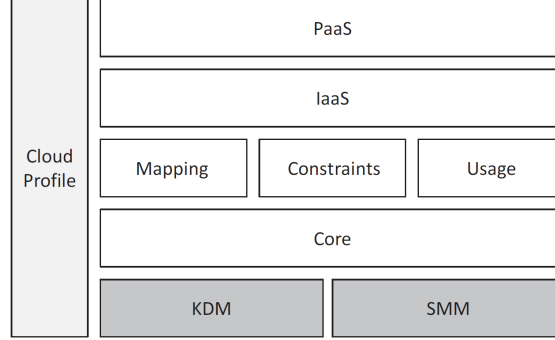 PaaS
IaaS
Cloud
Profile
Mapping
Constraints
Usage
Core
KDM
SMM